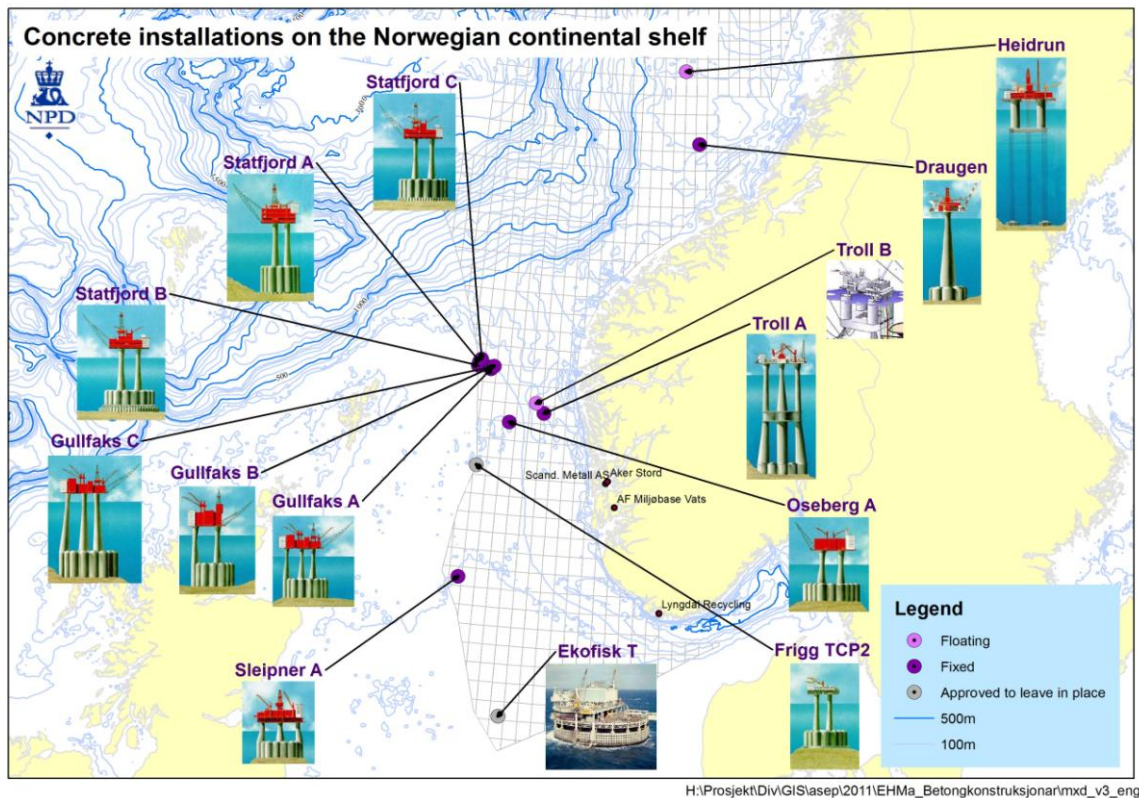 Concrete installations on the Norwegian continental shelf
NPD
Heidrun
Statfjord C
Statfjord A
Draugen
Troll B
Statfjord B
Troll A
Gullfaks C
Gullfaks B
Gullfaks A
Scand. Metall AS
Aker Stord
AF Miljøbase Vats
Oseberg A
Lyngdal Recycling
Sleipner A
Ekofisk T
Frigg TCP2
Legend
Floating
Fixed
Approved to leave in place
500m
100m
1000
500
H:\Prosjekt\Div\GIS\asep\2011\EHMa_Betongkonstruksjonar\mxd_v3_eng